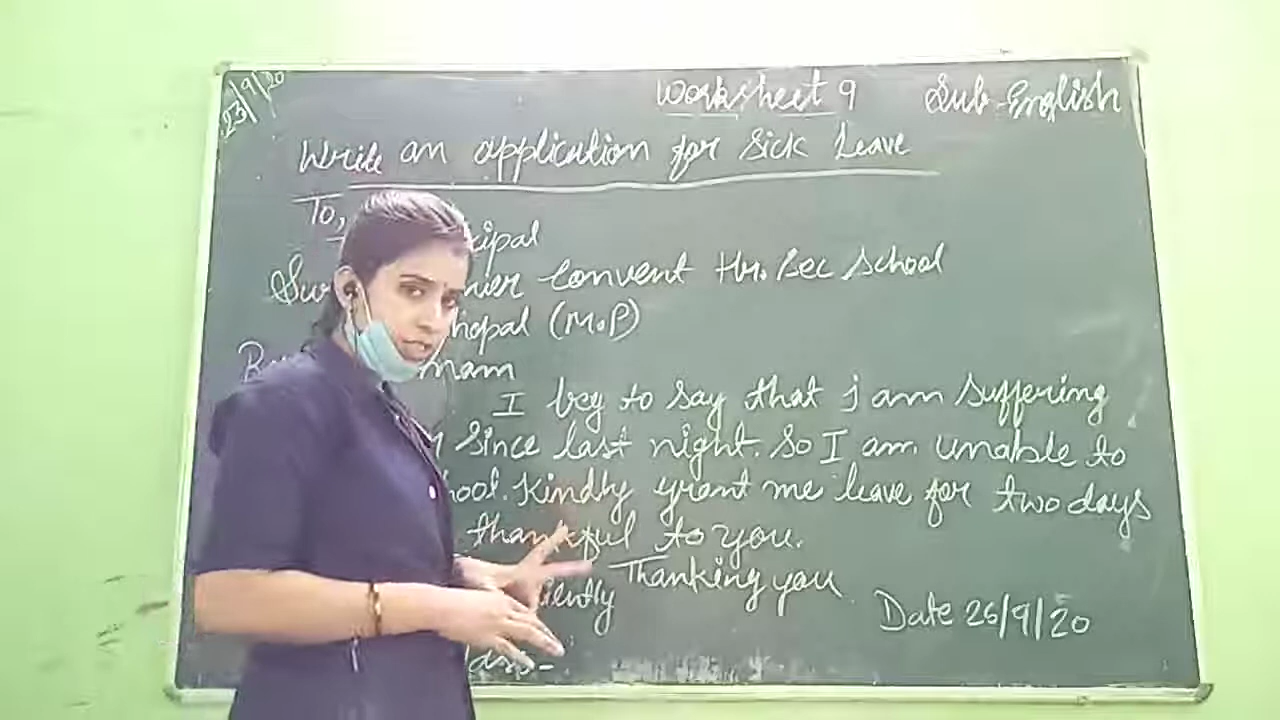 23/9/20
Worksheet 9 Sub-English
Write an application for Sick Leave
To,
cipal
Convent Hr. Sec School
hopal (M.P)
mam
I beg to say that i am suffering
since last night. So I am unable to
hool. Kindly grant me leave for two days
thankful to you.
Thanking you
iently
Date 26/9/20